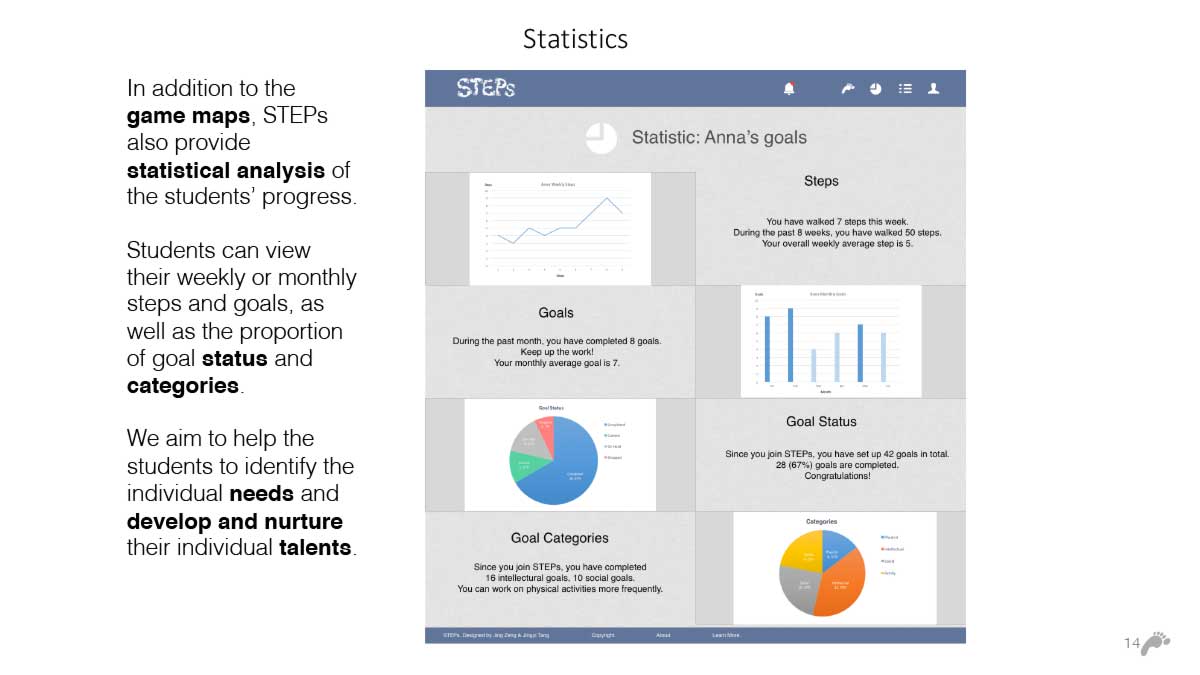 Statistics
In addition to the
game maps, STEPs
also provide
statistical analysis of
the students' progress.
Students can view
their weekly or monthly
steps and goals, as
well as the proportion
of goal status and
categories.
We aim to help the
students to identify the
individual needs and
develop and nurture
their individual talents.
STEPs
Statistic: Anna's goals
Steps
You have walked 7 steps this week.
During the past 8 weeks, you have walked 50 steps.
Your overall weekly average step is 5.
Goals
During the past month, you have completed 8 goals.
Keep up the work!
Your monthly average goal is 7.
Goal Status
Completed
Goal Status
Since you join STEPs, you have set up 42 goals in total.
28 (67%) goals are completed.
Congratulations!
Goal Categories
Since you join STEPs, you have completed
16 intellectural goals, 10 social goals.
You can work on physical activities more frequently.
Categories
Physical
Intellectual
Social
STEPs, Designed by Jing Zeng & Jingyi Tang
Copyright
About
Learn More
14